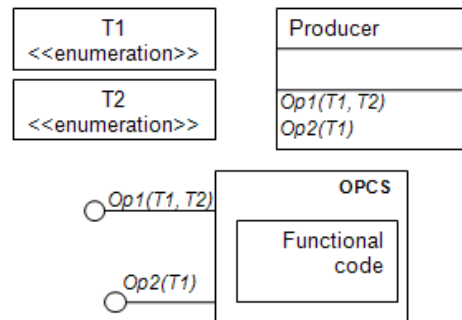 T1
<<enumeration>>
Producer
T2
<<enumeration>>
Op1(T1, T2)
Op2(T1)
OPCS
Op1(T1, T2)
Functional
code
Op2(T1)